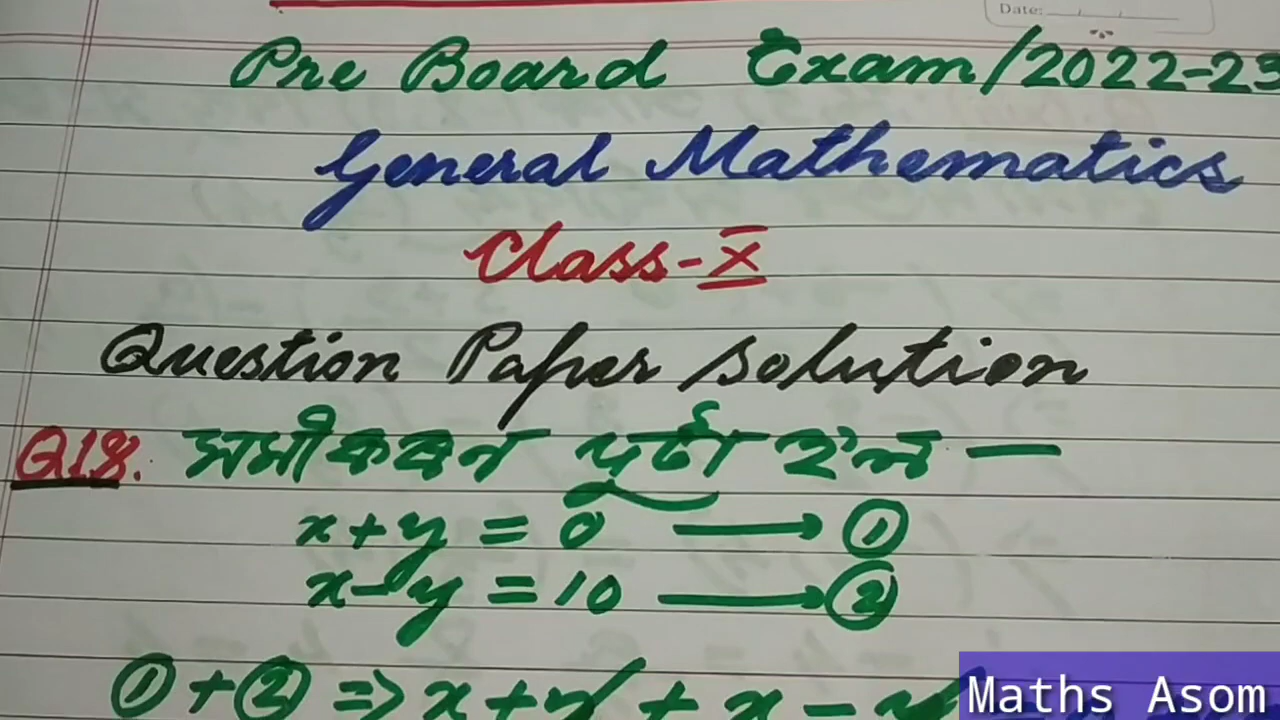 Date:
Pre Board Exam/2022-23
General Mathematics
Class-X
Question Paper solution
Q18. সমীকৰন দুটা হ'ল —
x+y = 0 → ①
x-y = 10 → ②
①+② => x+y + x-y =
Maths Asom